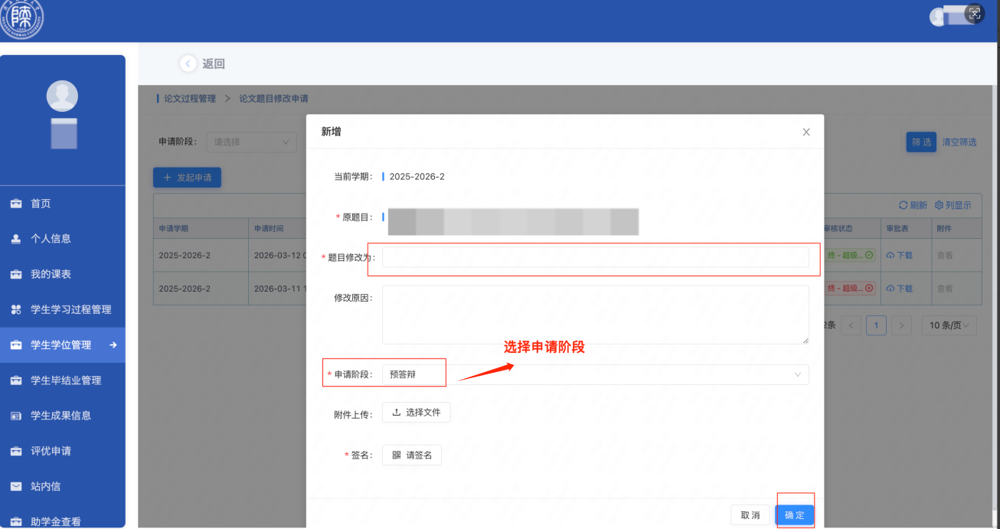 返回
论文过程管理 > 论文题目修改申请
申请阶段： 请选择
筛 选 清空筛选
+ 发起申请
刷新 列显示
申请学期 申请时间 审核状态 审批表 附件
2025-2026-2 2026-03-12 终 - 超级... 下载 查看
2025-2026-2 2026-03-11 1 终 - 超级... 下载 查看
2条 < 1 > 10 条/页
首页
个人信息
我的课表
学生学习过程管理
学生学位管理
学生毕结业管理
学生成果信息
评优申请
站内信
助学金查看
新增
当前学期： 2025-2026-2
* 原题目：
* 题目修改为：
修改原因：
选择申请阶段
* 申请阶段： 预答辩
附件上传： 选择文件
* 签名： 请签名
取 消 确 定